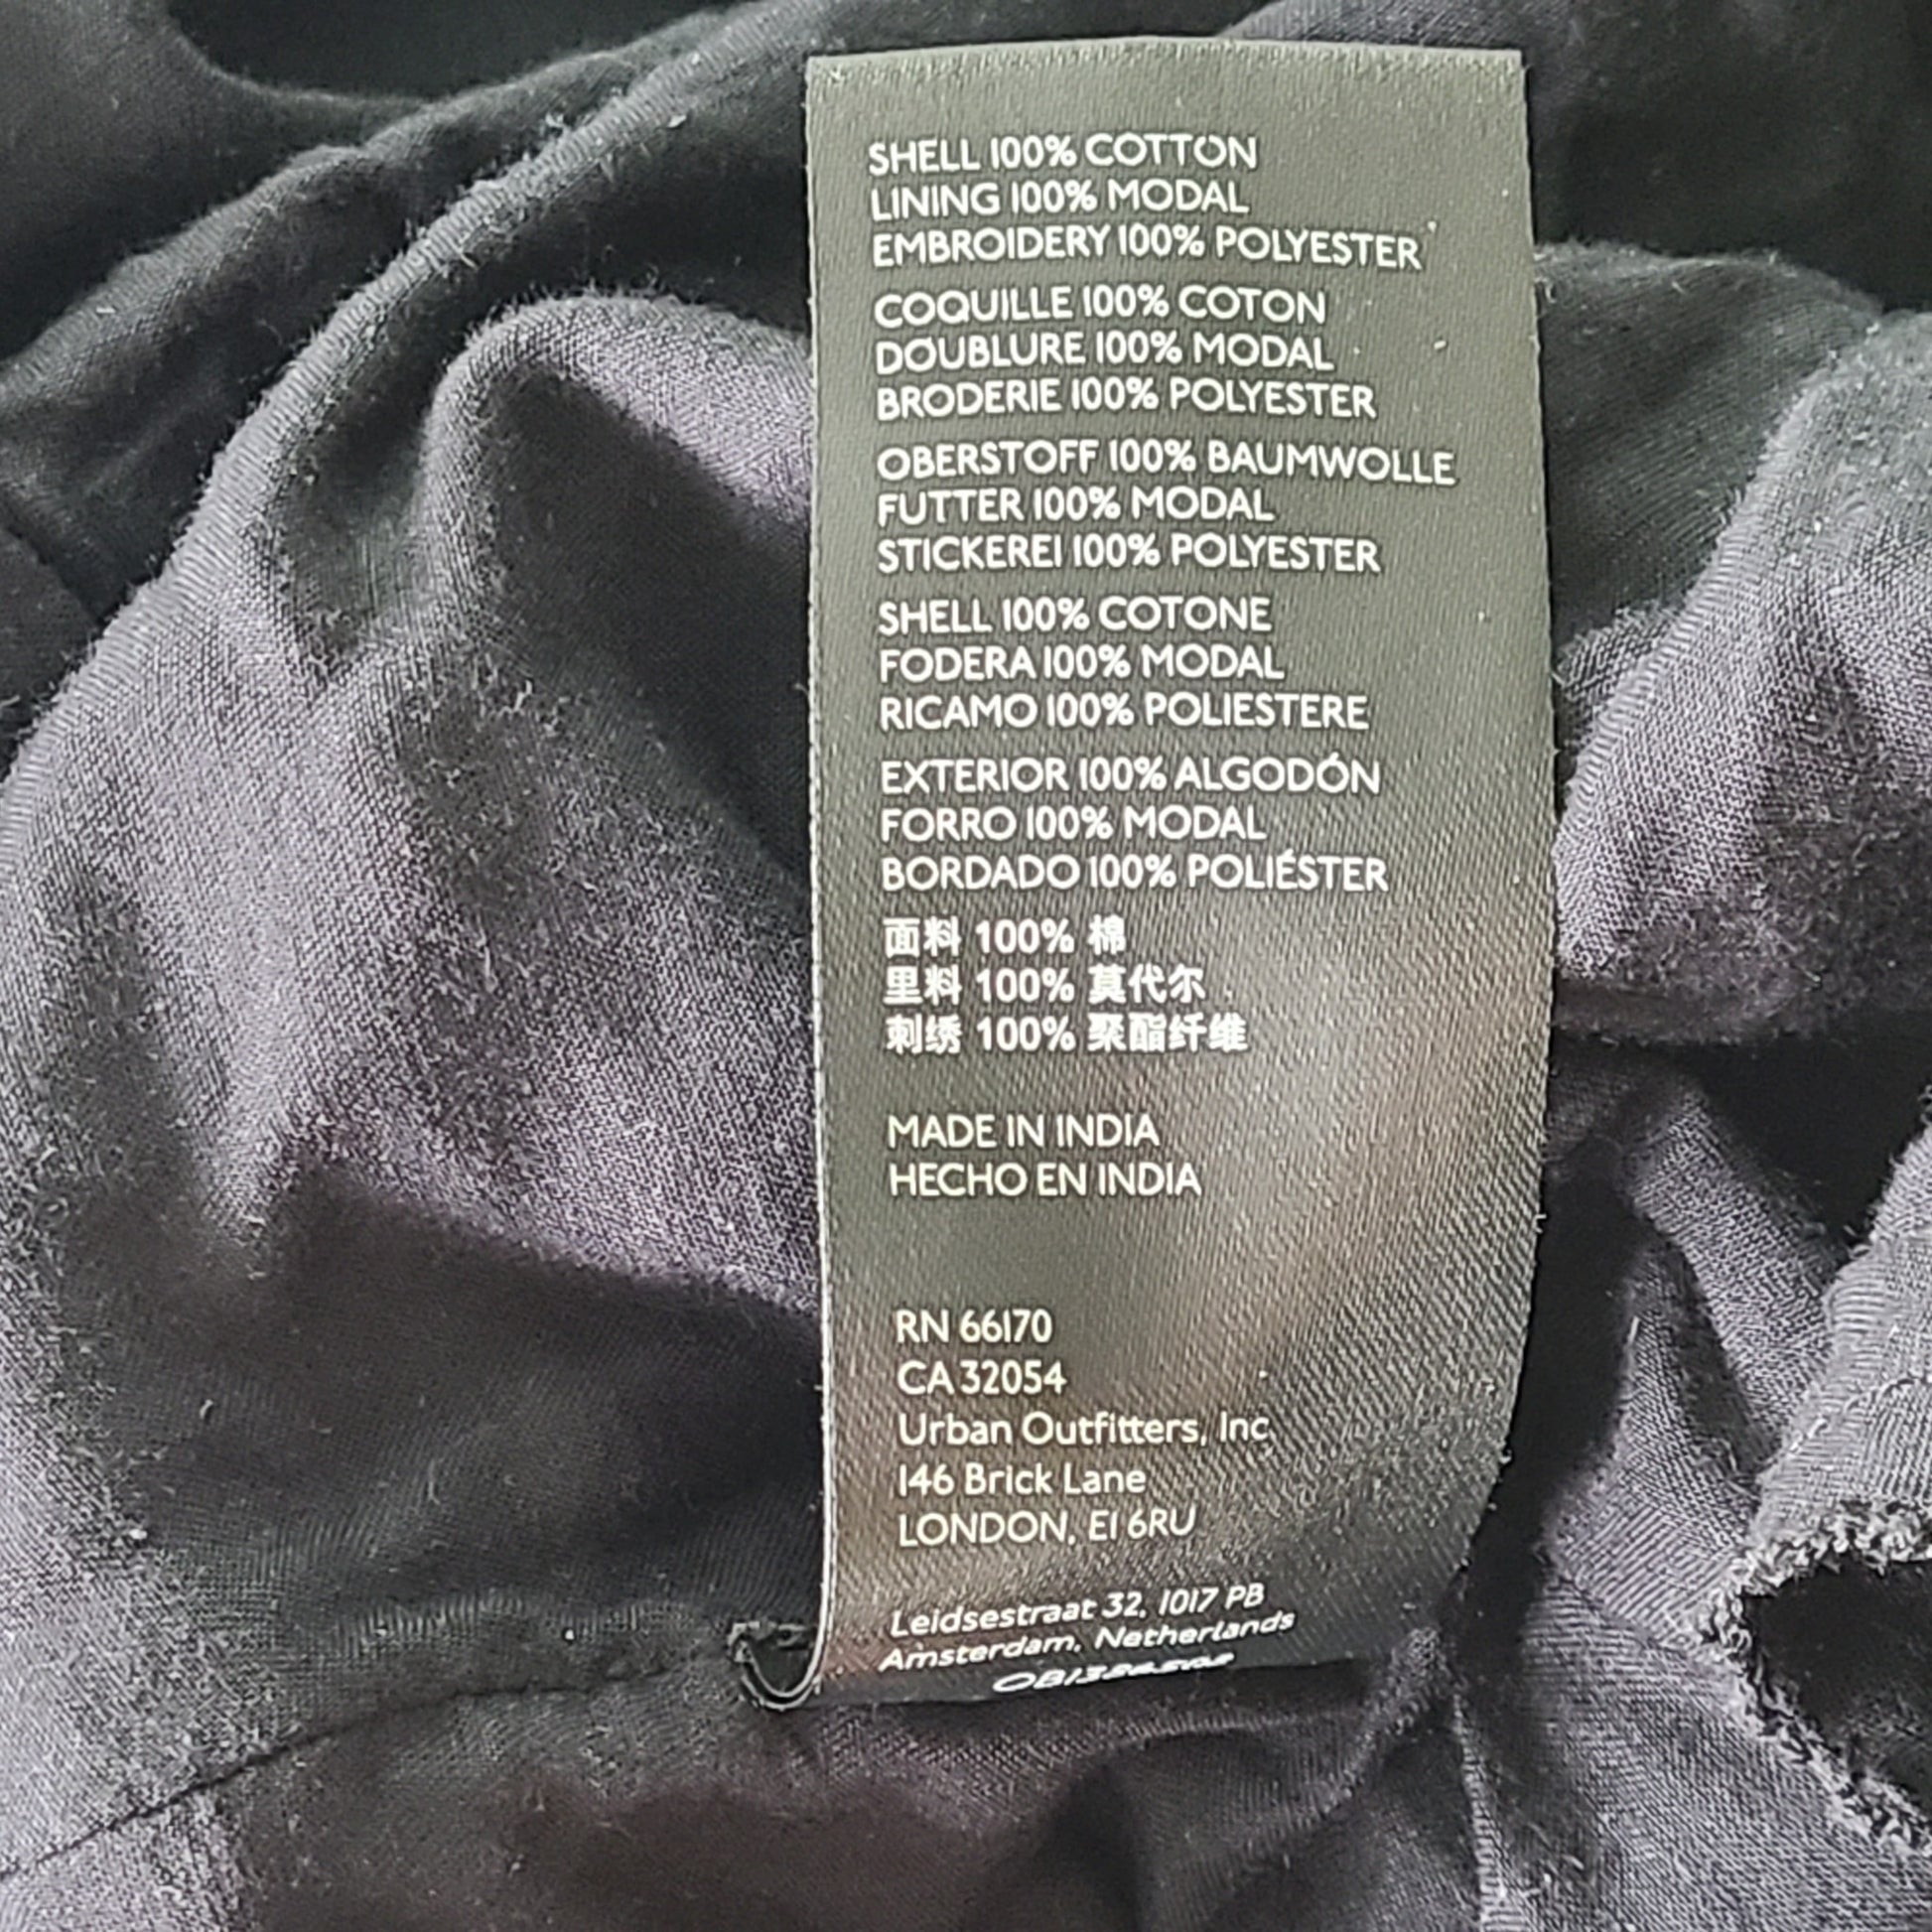 SHELL 100% COTTON
LINING 100% MODAL
EMBROIDERY 100% POLYESTER
COQUILLE 100% COTON
DOUBLURE 100% MODAL
BRODERIE 100% POLYESTER
OBERSTOFF 100% BAUMWOLLE
FUTTER 100% MODAL
STICKEREI 100% POLYESTER
SHELL 100% COTONE
FODERA 100% MODAL
RICAMO 100% POLIESTERE
EXTERIOR 100% ALGODÓN
FORRO 100% MODAL
BORDADO 100% POLIÉSTER
面料 100% 棉
里料 100% 莫代尔
刺绣 100% 聚酯纤维
MADE IN INDIA
HECHO EN INDIA
RN 66170
CA 32054
Urban Outfitters, Inc
146 Brick Lane
LONDON, E1 6RU
Leidsestraat 32, 1017 PB
Amsterdam, Netherlands